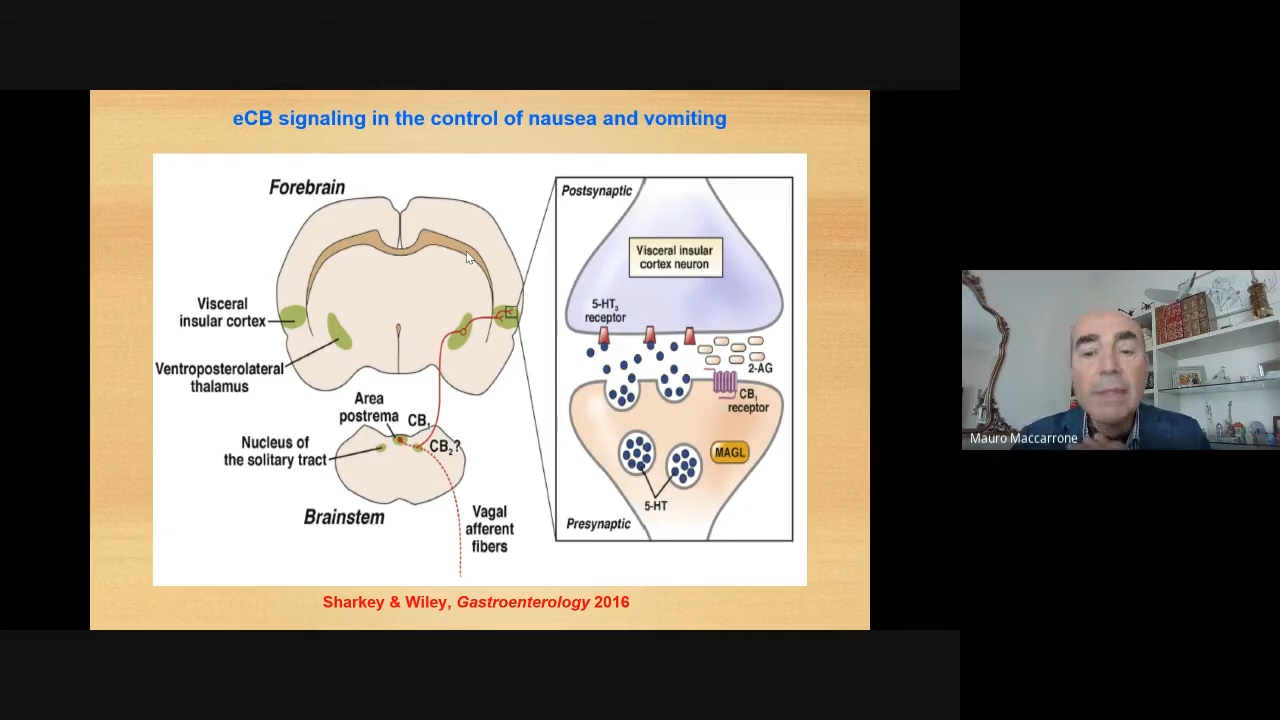 eCB signaling in the control of nausea and vomiting
Forebrain
Visceral
insular cortex
Ventroposterolateral
thalamus
Area
postrema
CB1
Nucleus of
the solitary tract
CB2?
Brainstem
Vagal
afferent
fibers
Postsynaptic
Visceral insular
cortex neuron
5-HT3
receptor
2-AG
CB1
receptor
MAGL
5-HT
Presynaptic
Sharkey & Wiley, Gastroenterology 2016
Mauro Maccarrone